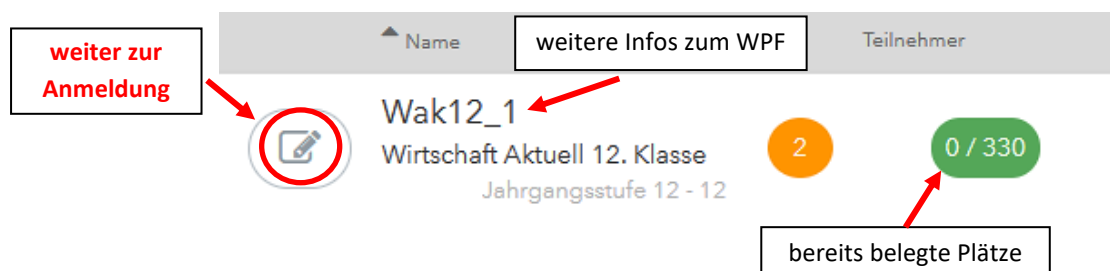 weiter zur
Anmeldung
Name
weitere Infos zum WPF
Teilnehmer
Wak12_1
Wirtschaft Aktuell 12. Klasse
Jahrgangsstufe 12 - 12
2
0 / 330
bereits belegte Plätze